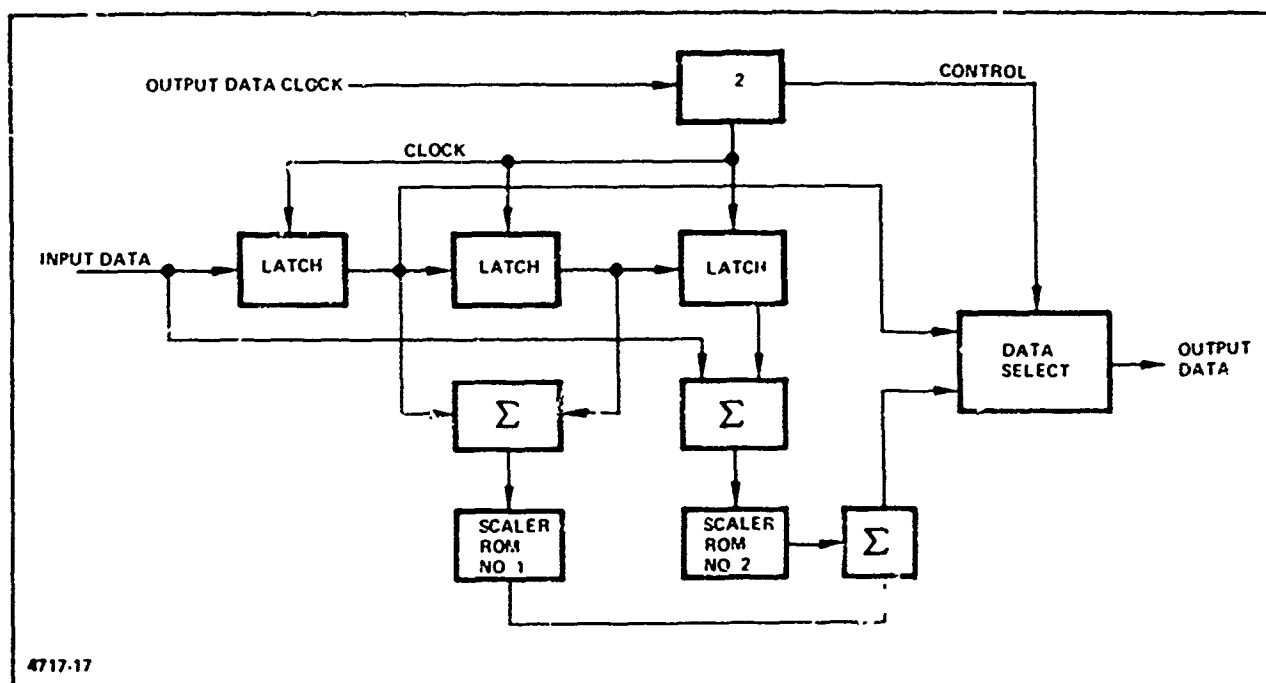 OUTPUT DATA CLOCK
2
CONTROL
CLOCK
INPUT DATA
LATCH
LATCH
LATCH
DATA
SELECT
OUTPUT
DATA
Σ
Σ
SCALER
ROM
NO 1
SCALER
ROM
NO 2
Σ
4717-17